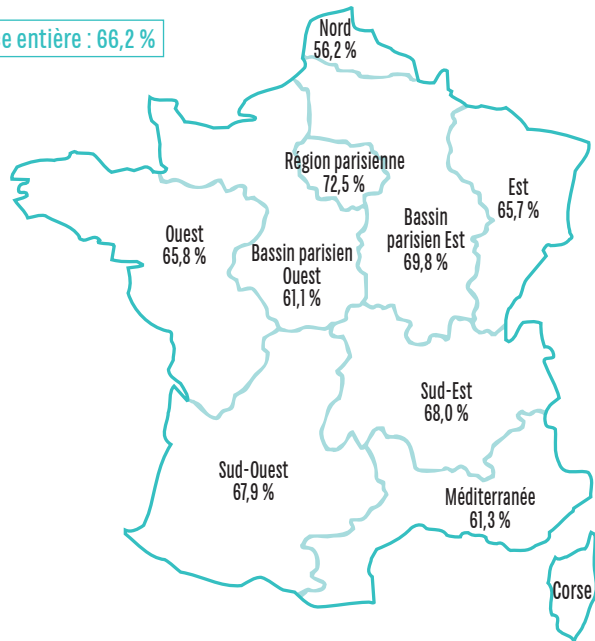 e entière : 66,2 %
Nord
56,2 %
Région parisienne
72,5 %
Est
65,7 %
Bassin
parisien Est
69,8 %
Ouest
65,8 %
Bassin parisien
Ouest
61,1 %
Sud-Est
68,0 %
Sud-Ouest
67,9 %
Méditerranée
61,3 %
Corse